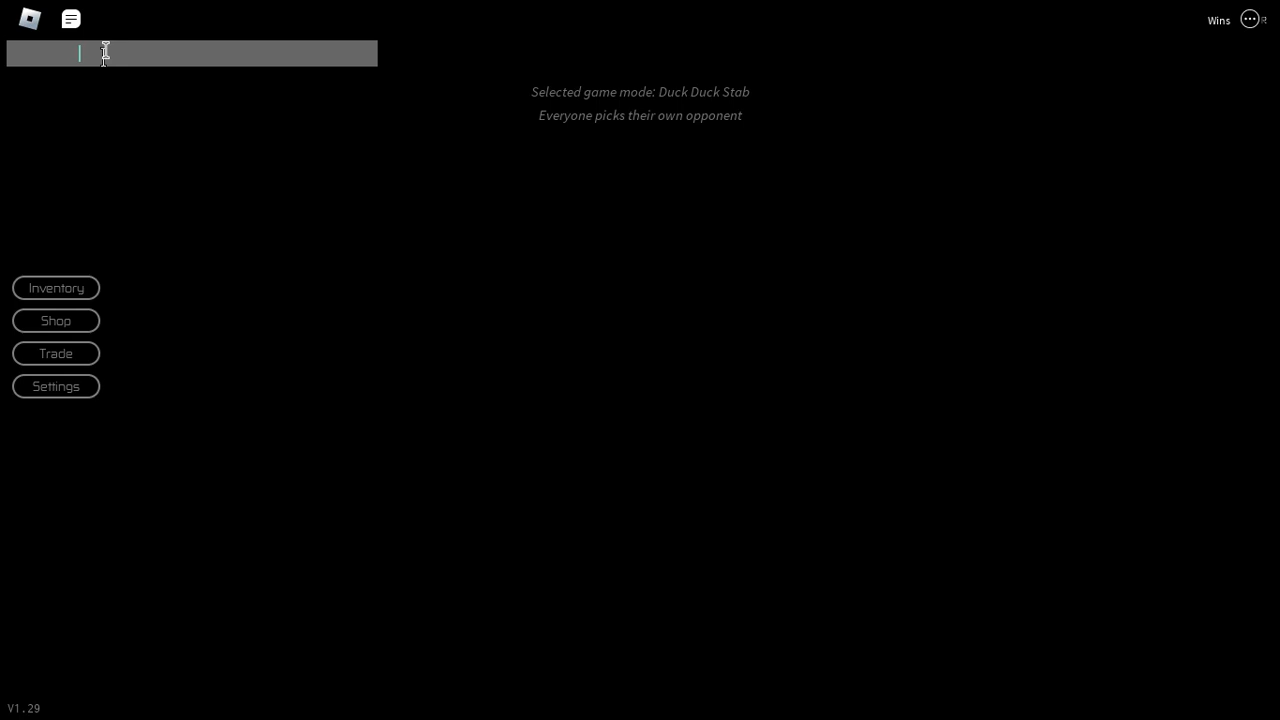 Wins
Selected game mode: Duck Duck Stab
Everyone picks their own opponent
Inventory
Shop
Trade
Settings
V1.29